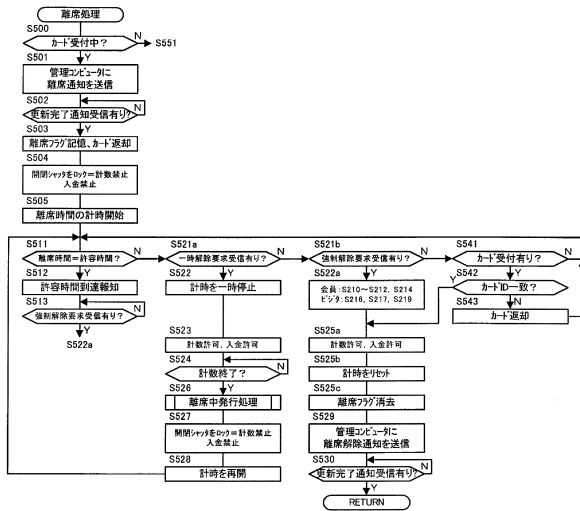 離席処理
S500
カード受付中？
N
S551
Y
S501
管理コンピュータに
離席通知を送信
S502
更新完了通知受信有り？
N
Y
S503
離席フラグ記憶、カード返却
S504
開閉シャッタをロック＝計数禁止
入金禁止
S505
離席時間の計時開始
S511
離席時間＝許容時間？
N
Y
S512
許容時間到達報知
S513
強制解除要求受信有り？
N
Y
S522a
S521a
一時解除要求受信有り？
N
Y
S522
計時を一時停止
S523
計数許可、入金許可
S524
計数終了？
N
Y
S526
離席中発行処理
S527
開閉シャッタをロック＝計数禁止
入金禁止
S528
計時を再開
S521b
強制解除要求受信有り？
N
Y
S522a
会員：S210～S212, S214
ビジタ：S216, S217, S219
S525a
計数許可、入金許可
S525b
計時をリセット
S525c
離席フラグ消去
S529
管理コンピュータに
離席解除通知を送信
S530
更新完了通知受信有り？
N
Y
RETURN
S541
カード受付有り？
N
Y
S542
カードID一致？
Y
N
S543
カード返却